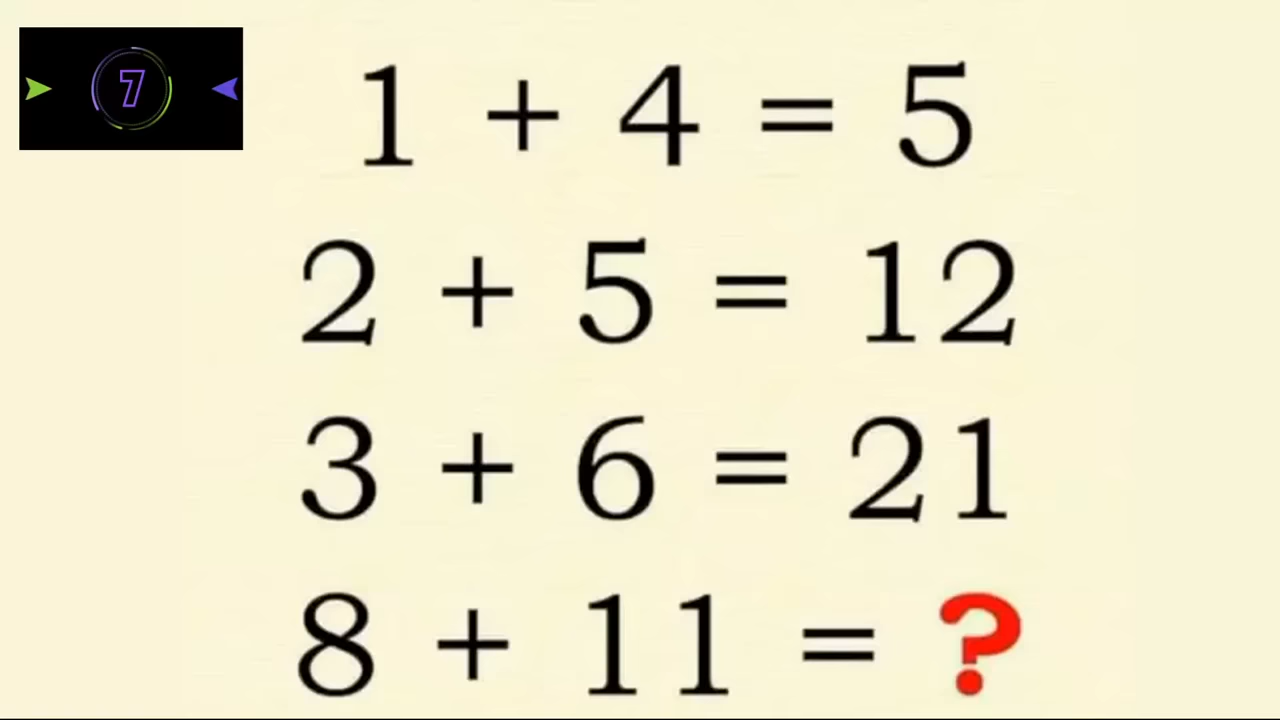 7
1 + 4 = 5
2 + 5 = 12
3 + 6 = 21
8 + 11 = ?